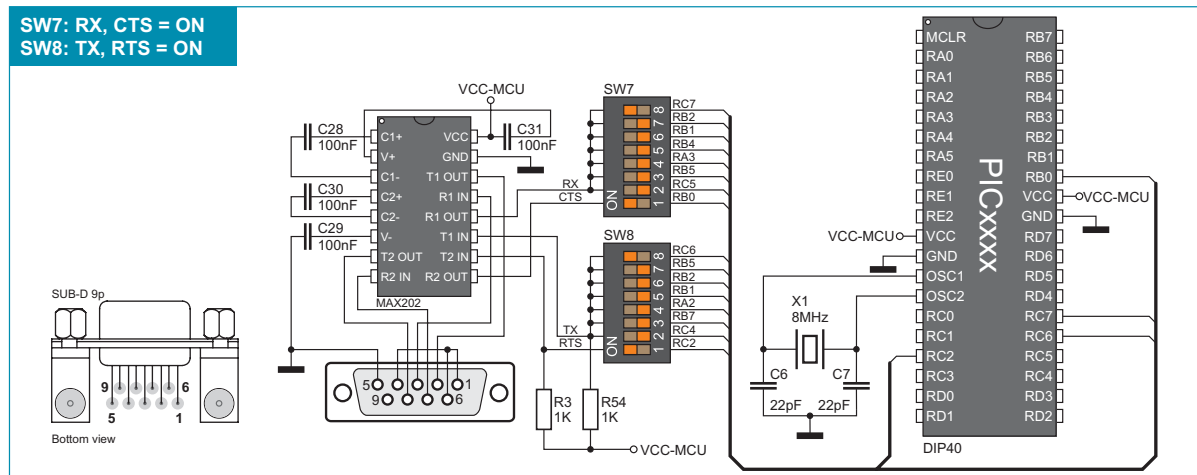 SW7: RX, CTS = ON
SW8: TX, RTS = ON
VCC-MCU
C28
100nF
C30
100nF
C29
100nF
C31
100nF
C1+
V+
C1-
C2+
C2-
V-
T2 OUT
R2 IN
VCC
GND
T1 OUT
R1 IN
R1 OUT
T1 IN
T2 IN
R2 OUT
MAX202
SW7
RX
CTS
ON
8
7
6
5
4
3
2
1
RC7
RB2
RB1
RB4
RA3
RB5
RC5
RB0
SW8
TX
RTS
ON
8
7
6
5
4
3
2
1
RC6
RB5
RB2
RB1
RA2
RB7
RC4
RC2
R3
1K
R54
1K
VCC-MCU
SUB-D 9p
9
6
5
1
Bottom view
5
1
9
6
MCLR
RA0
RA1
RA2
RA3
RA4
RA5
RE0
RE1
RE2
VCC
GND
OSC1
OSC2
RC0
RC1
RC2
RC3
RD0
RD1
PICxxxx
RB7
RB6
RB5
RB4
RB3
RB2
RB1
RB0
VCC
GND
RD7
RD6
RD5
RD4
RC7
RC6
RC5
RC4
RD3
RD2
DIP40
VCC-MCU
VCC-MCU
X1
8MHz
C6
C7
22pF
22pF